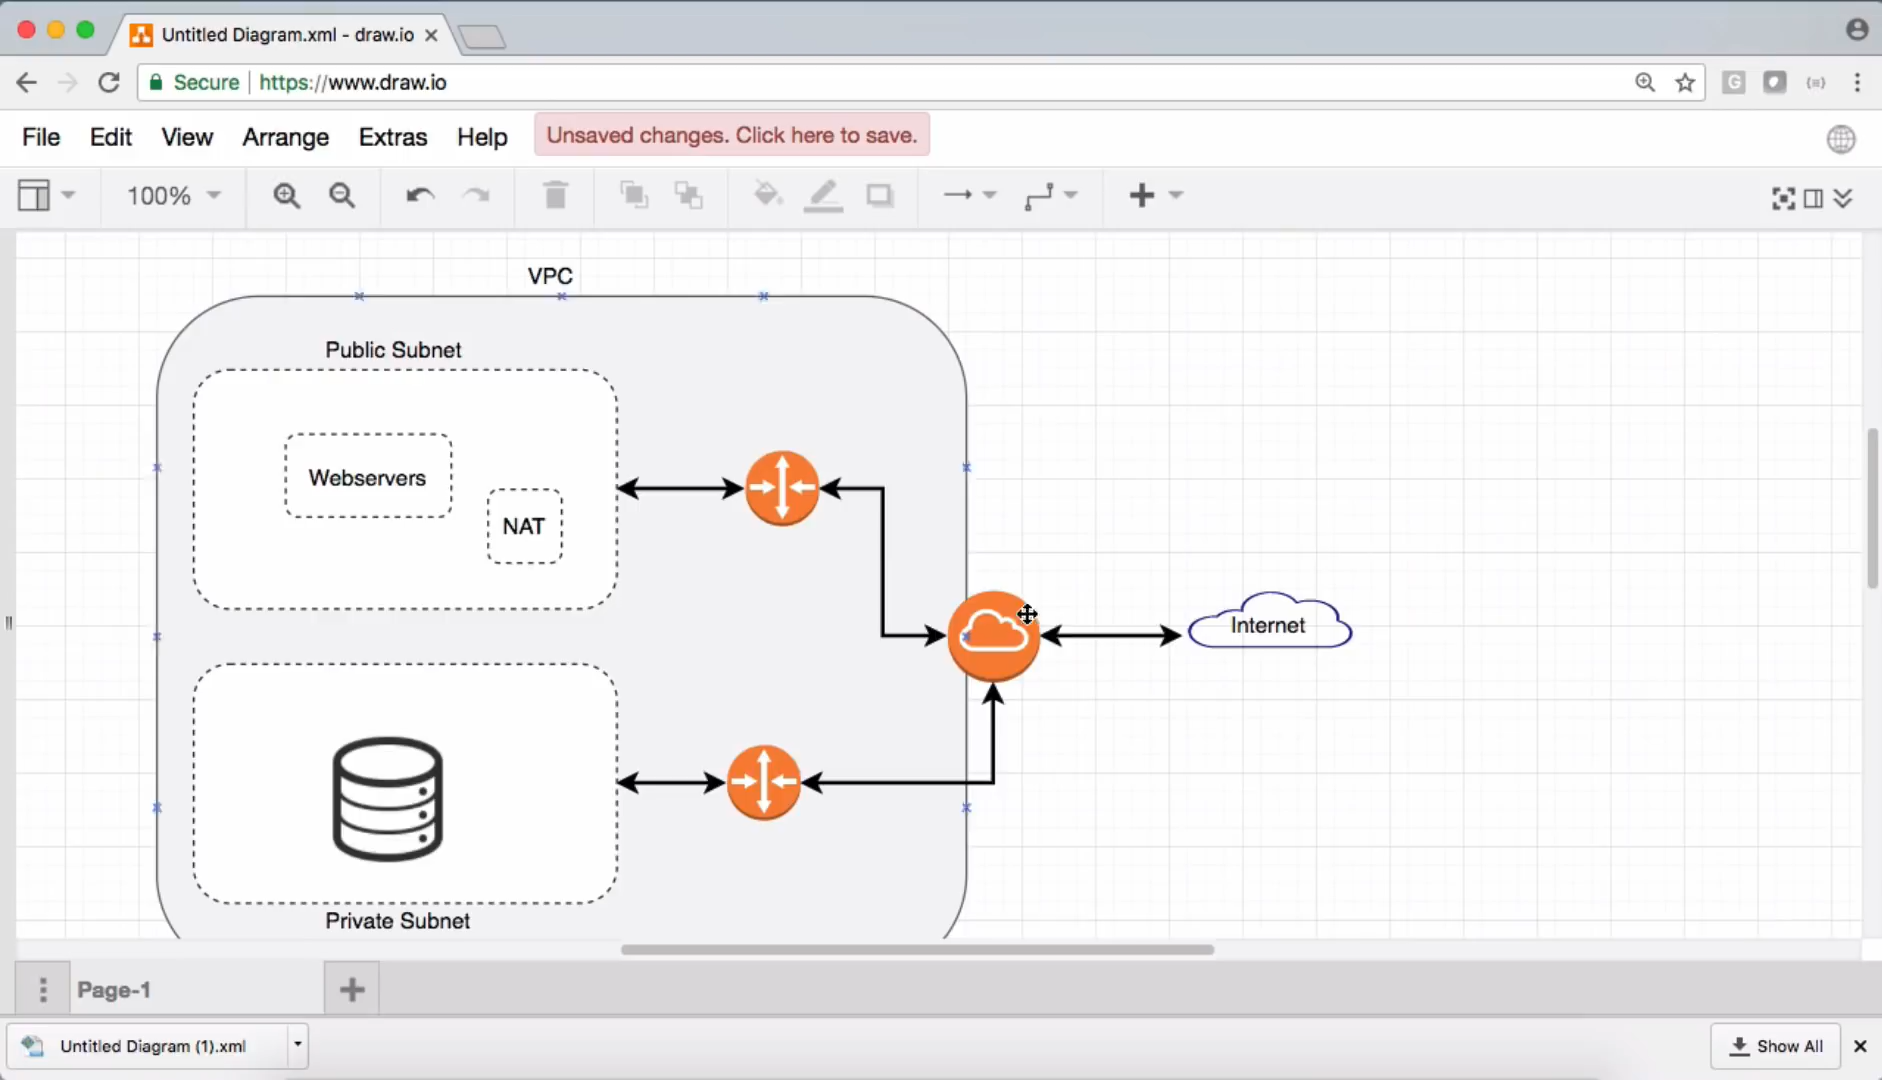 Untitled Diagram.xml - draw.io
Secure https://www.draw.io
File Edit View Arrange Extras Help Unsaved changes. Click here to save.
100%
VPC
Public Subnet
Webservers
NAT
Internet
Private Subnet
Page-1
Untitled Diagram (1).xml
Show All